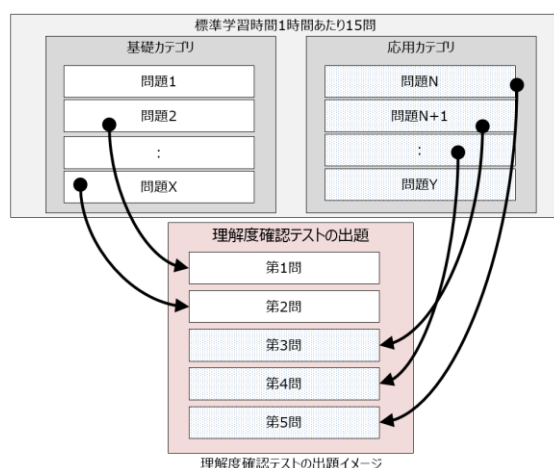 標準学習時間1時間あたり15問
基礎カテゴリ
問題1
問題2
:
問題X
応用カテゴリ
問題N
問題N+1
:
問題Y
理解度確認テストの出題
第1問
第2問
第3問
第4問
第5問
理解度確認テストの出題イメージ